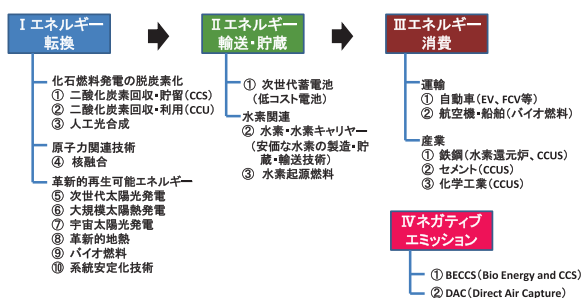 Ⅰエネルギー
転換
化石燃料発電の脱炭素化
① 二酸化炭素回収・貯留(CCS)
② 二酸化炭素回収・利用(CCU)
③ 人工光合成
原子力関連技術
④ 核融合
革新的再生可能エネルギー
⑤ 次世代太陽光発電
⑥ 大規模太陽熱発電
⑦ 宇宙太陽光発電
⑧ 革新的地熱
⑨ バイオ燃料
⑩ 系統安定化技術
Ⅱエネルギー
輸送・貯蔵
① 次世代蓄電池
(低コスト電池)
水素関連
② 水素・水素キャリヤー
(安価な水素の製造・貯
蔵・輸送技術)
③ 水素起源燃料
Ⅲエネルギー
消費
運輸
① 自動車(EV、FCV等)
② 航空機・船舶(バイオ燃料)
産業
① 鉄鋼(水素還元炉、CCUS)
② セメント(CCUS)
③ 化学工業(CCUS)
Ⅳネガティブ
エミッション
① BECCS(Bio Energy and CCS)
② DAC(Direct Air Capture)